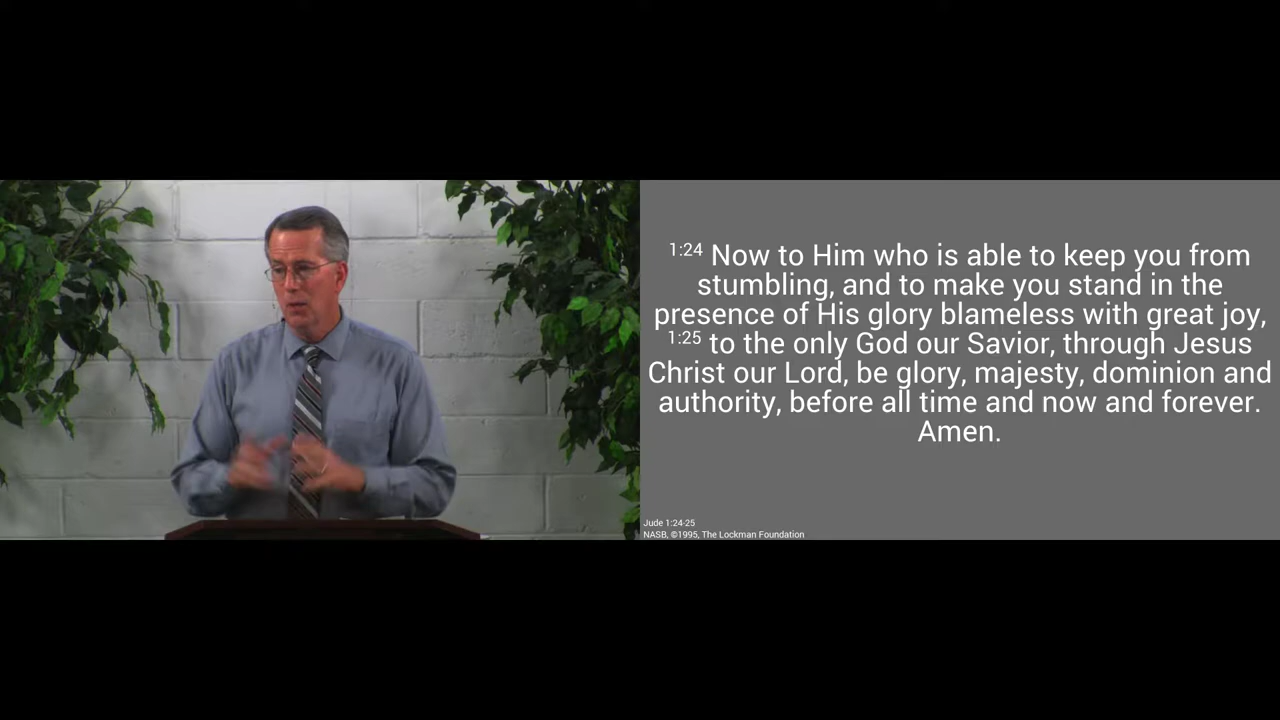 1:24 Now to Him who is able to keep you from
stumbling, and to make you stand in the
presence of His glory blameless with great joy,
1:25 to the only God our Savior, through Jesus
Christ our Lord, be glory, majesty, dominion and
authority, before all time and now and forever.
Amen.
Jude 1:24-25
NASB, ©1995, The Lockman Foundation